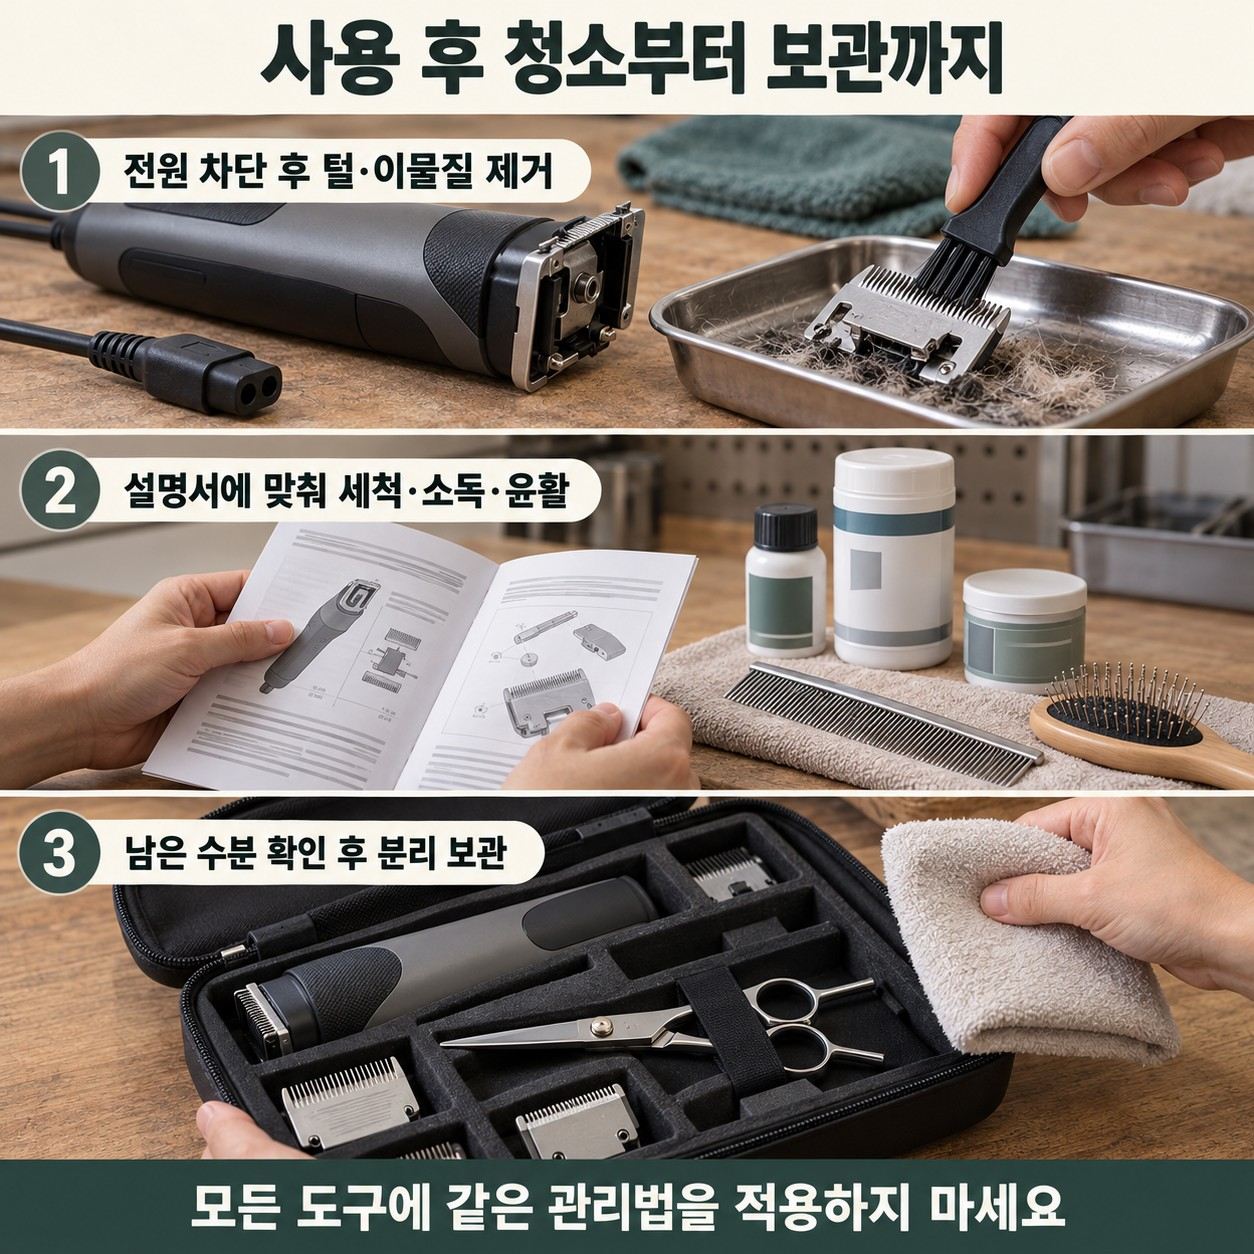 사용 후 청소부터 보관까지
1 전원 차단 후 털·이물질 제거
2 설명서에 맞춰 세척·소독·윤활
3 남은 수분 확인 후 분리 보관
모든 도구에 같은 관리법을 적용하지 마세요